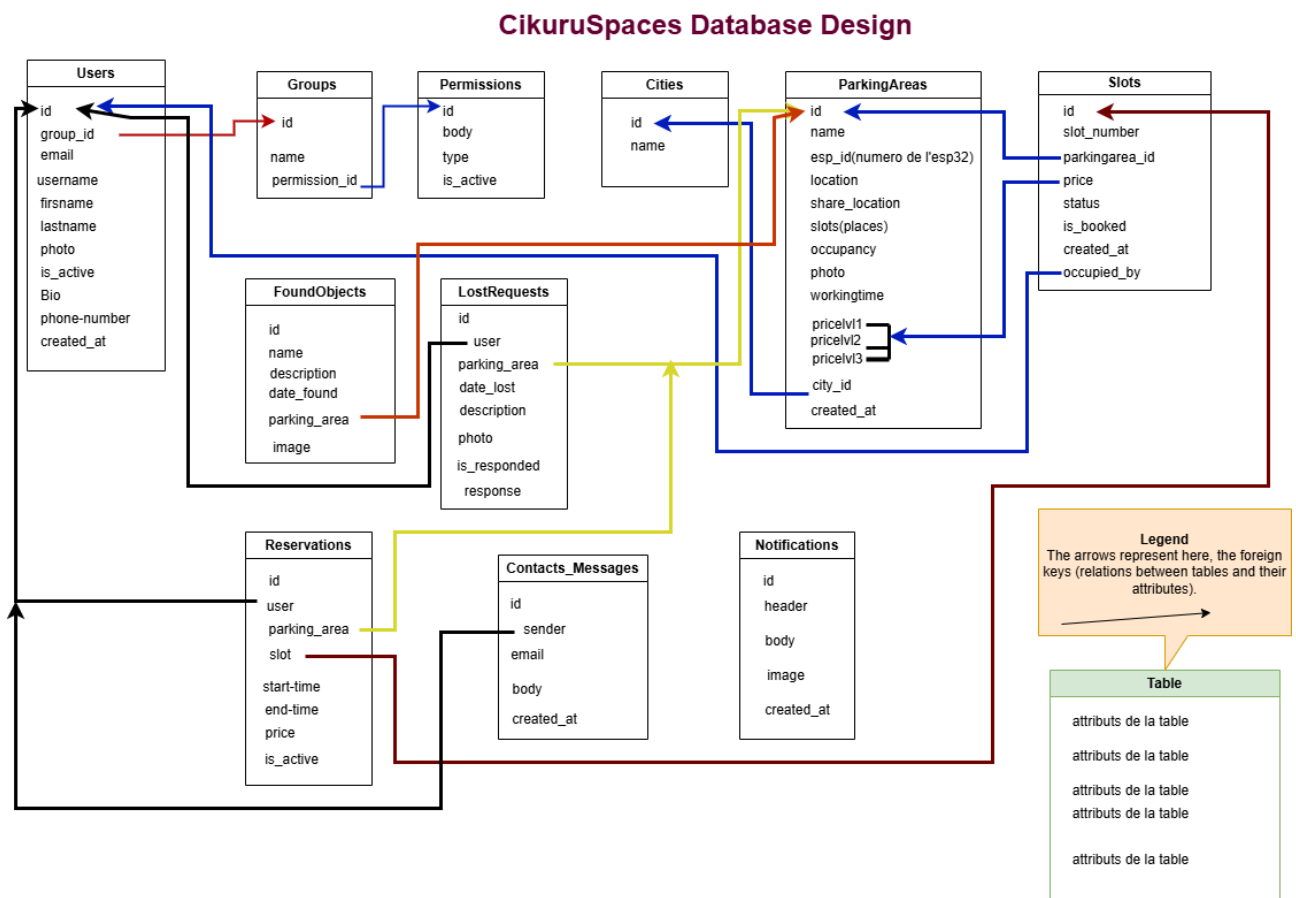 CikuruSpaces Database Design
Users
id
group_id
email
username
firsname
lastname
photo
is_active
Bio
phone-number
created_at
Groups
id
name
permission_id
Permissions
id
body
type
is_active
Cities
id
name
ParkingAreas
id
name
esp_id(numero de l'esp32)
location
share_location
slots(places)
occupancy
photo
workingtime
pricelvl1
pricelvl2
pricelvl3
city_id
created_at
Slots
id
slot_number
parkingarea_id
price
status
is_booked
created_at
occupied_by
FoundObjects
id
name
description
date_found
parking_area
image
LostRequests
id
user
parking_area
date_lost
description
photo
is_responded
response
Reservations
id
user
parking_area
slot
start-time
end-time
price
is_active
Contacts_Messages
id
sender
email
body
created_at
Notifications
id
header
body
image
created_at
Legend
The arrows represent here, the foreign
keys (relations between tables and their
attributes).
Table
attributs de la table
attributs de la table
attributs de la table
attributs de la table
attributs de la table